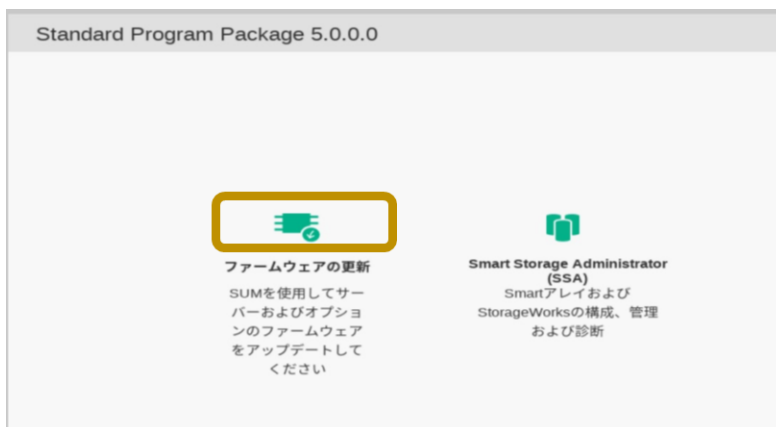 Standard Program Package 5.0.0.0
ファームウェアの更新
SUMを使用してサー
バーおよびオプショ
ンのファームウェア
をアップデートして
ください
Smart Storage Administrator
(SSA)
Smartアレイおよび
StorageWorksの構成、管理
および診断